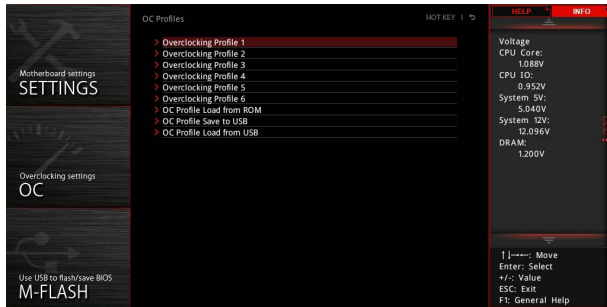 OC Profiles
HOT KEY |
HELP
INFO
Motherboard settings
SETTINGS
Overclocking settings
OC
Use USB to flash/save BIOS
M-FLASH
> Overclocking Profile 1
> Overclocking Profile 2
> Overclocking Profile 3
> Overclocking Profile 4
> Overclocking Profile 5
> Overclocking Profile 6
> OC Profile Load from ROM
> OC Profile Save to USB
> OC Profile Load from USB
Voltage
CPU Core:
1.088V
CPU IO:
0.952V
System 5V:
5.040V
System 12V:
12.096V
DRAM:
1.200V
↑↓→←: Move
Enter: Select
+/-: Value
ESC: Exit
F1: General Help